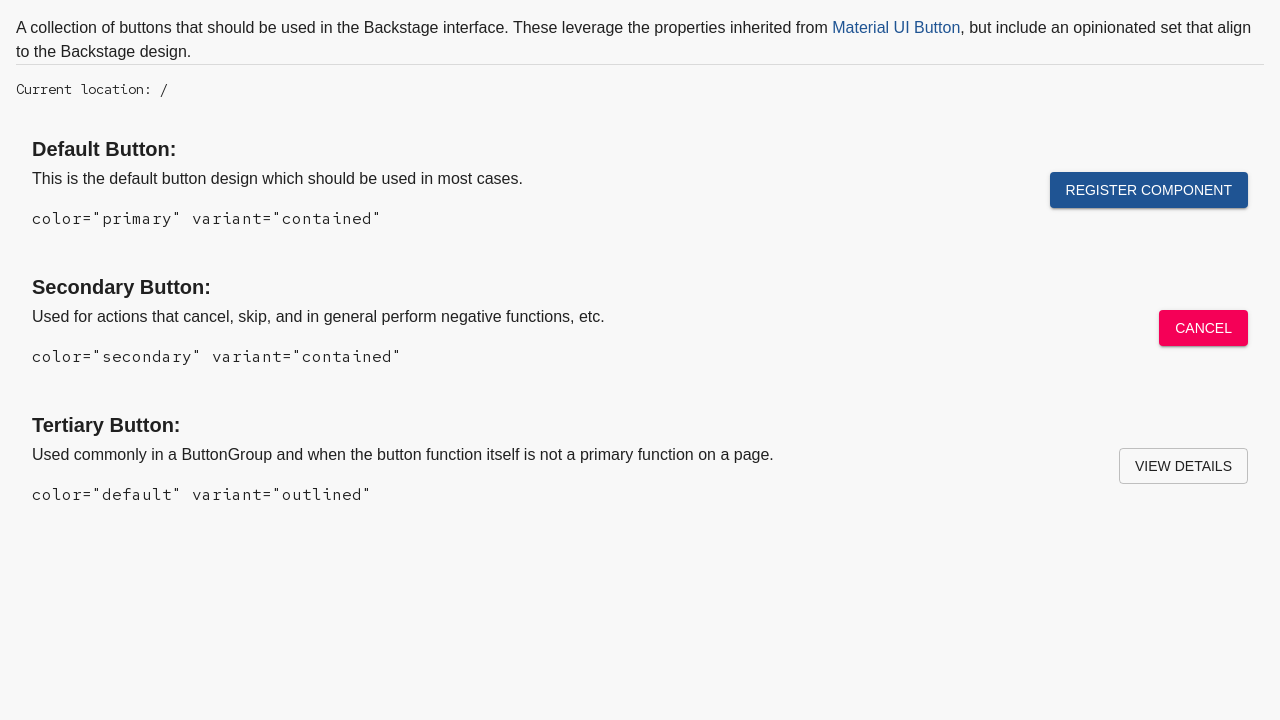 A collection of buttons that should be used in the Backstage interface. These leverage the properties inherited from Material UI Button, but include an opinionated set that align
to the Backstage design.
Current location: /
Default Button:
This is the default button design which should be used in most cases.
REGISTER COMPONENT
color="primary" variant="contained"
Secondary Button:
Used for actions that cancel, skip, and in general perform negative functions, etc.
CANCEL
color="secondary" variant="contained"
Tertiary Button:
Used commonly in a ButtonGroup and when the button function itself is not a primary function on a page.
VIEW DETAILS
color="default" variant="outlined"